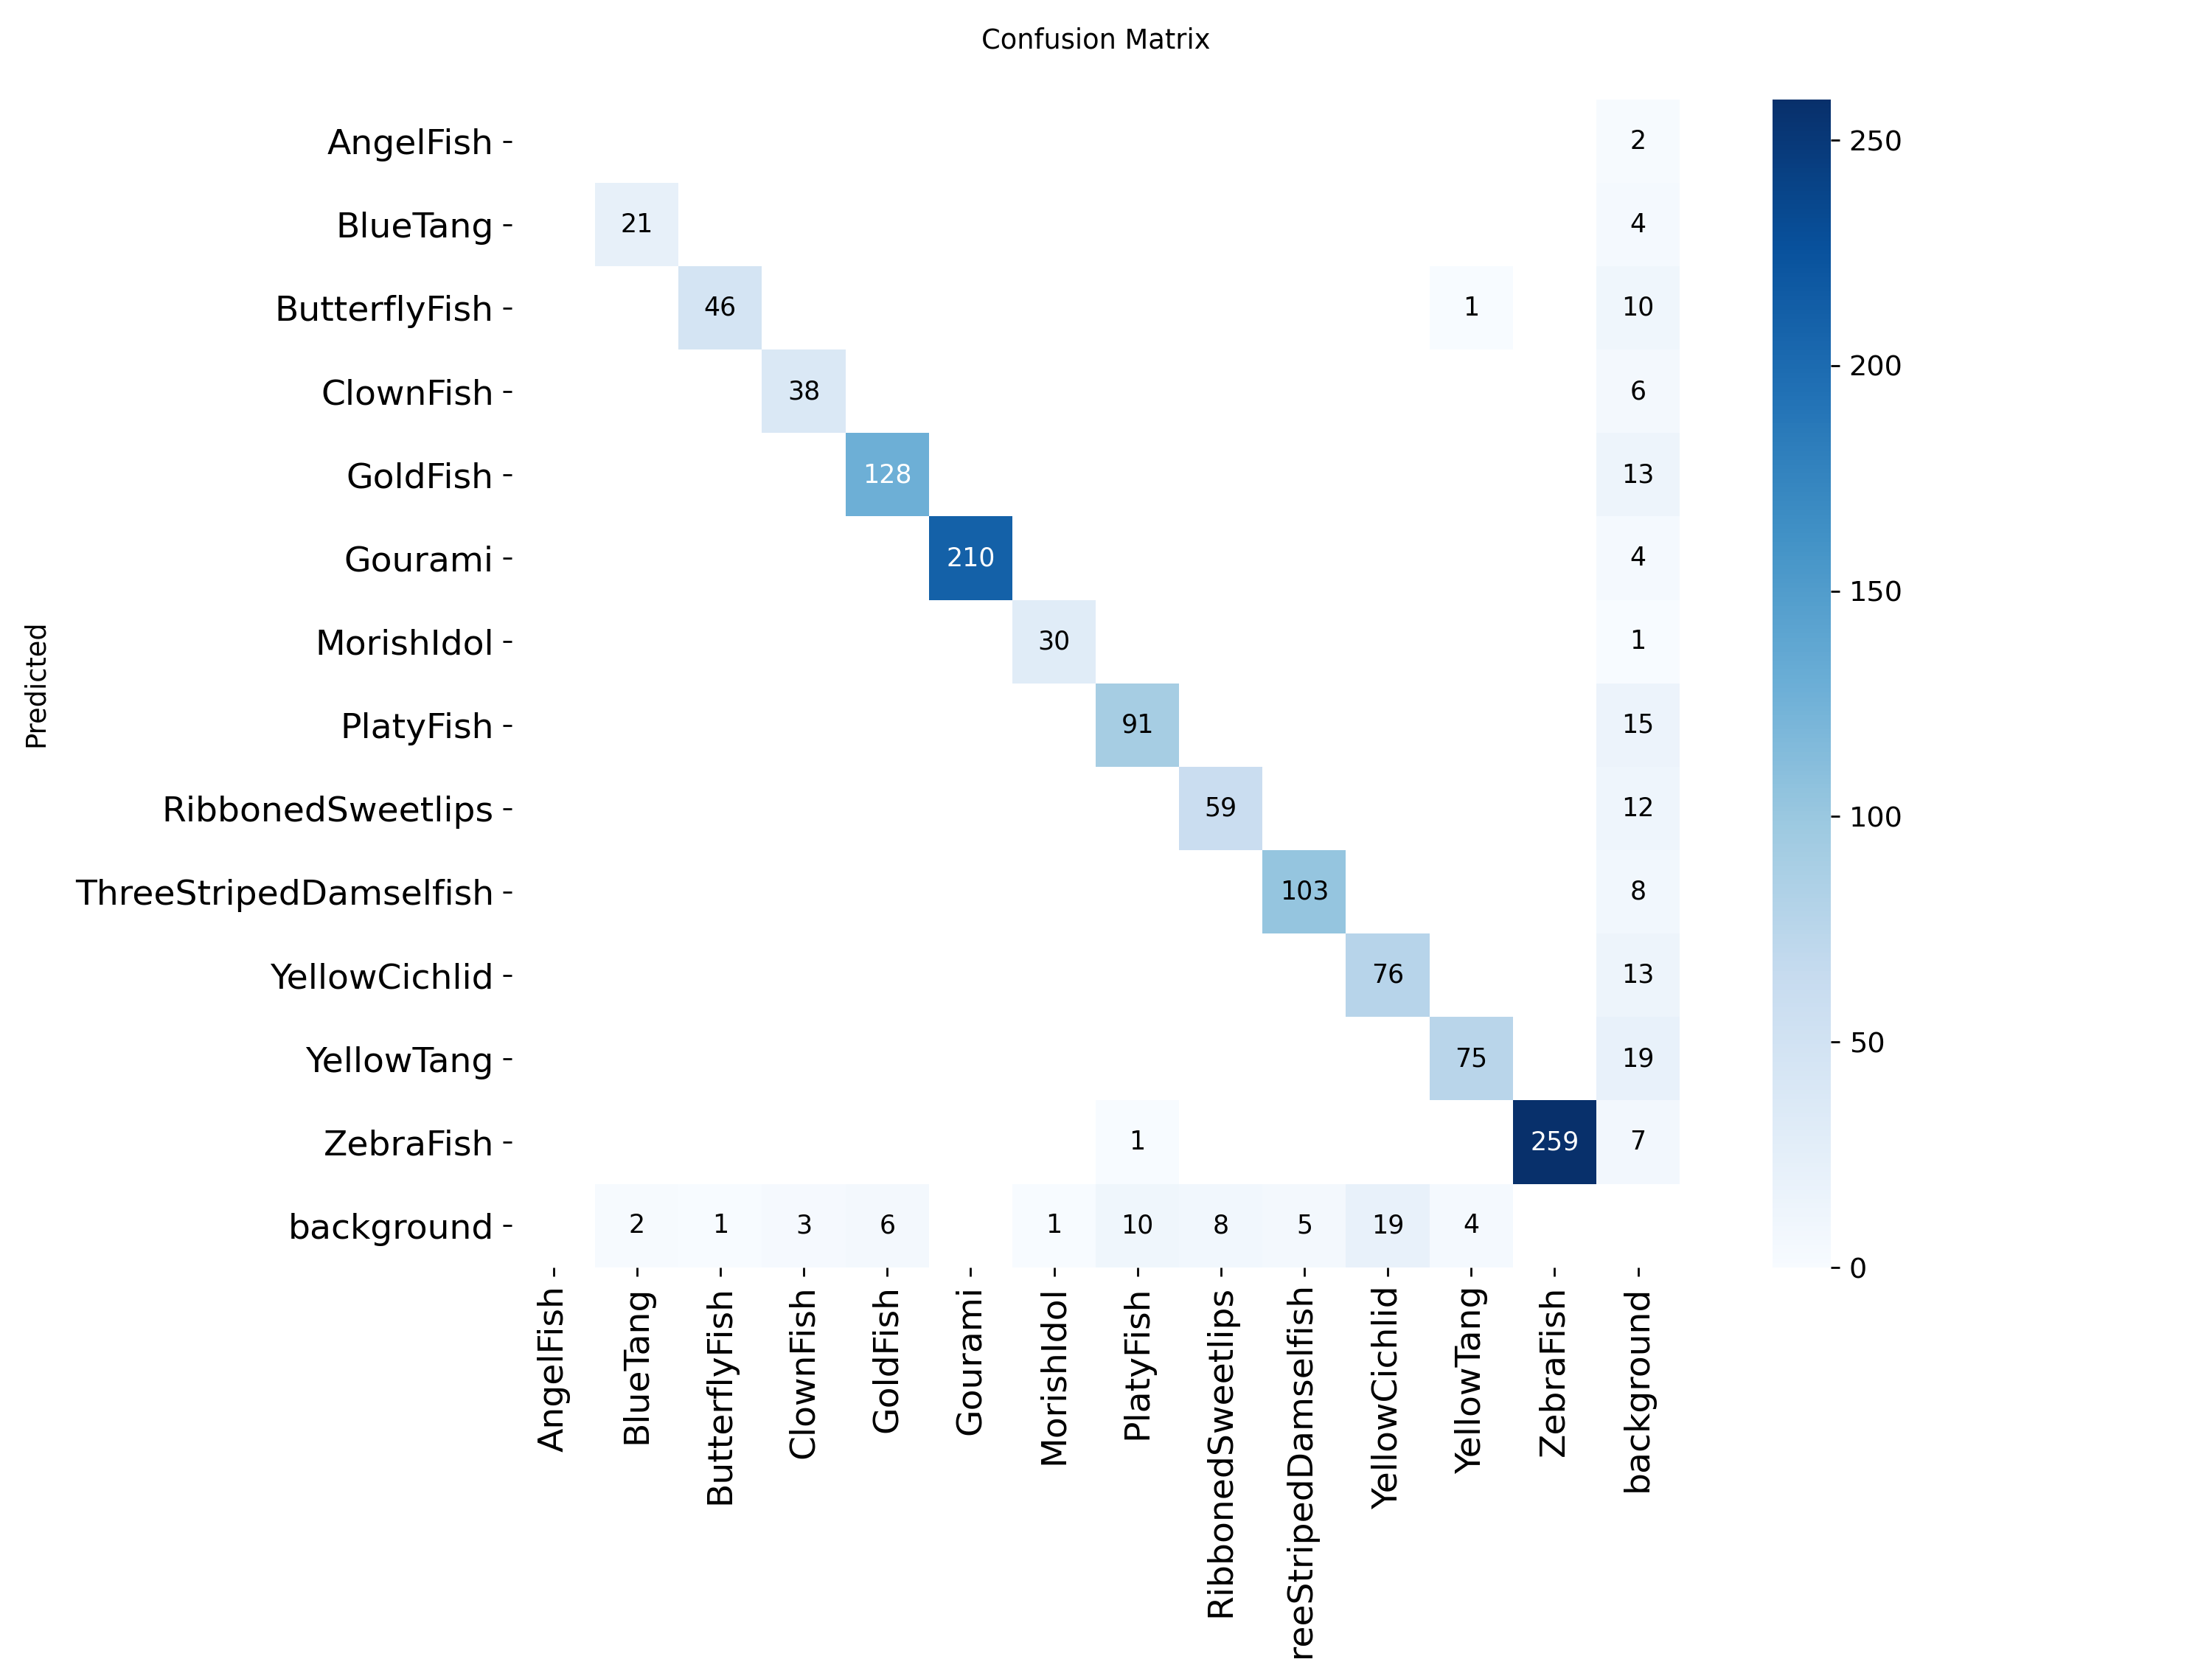 Confusion Matrix
Predicted
AngelFish 2
BlueTang 21 4
ButterflyFish 46 1 10
ClownFish 38 6
GoldFish 128 13
Gourami 210 4
MorishIdol 30 1
PlatyFish 91 15
RibbonedSweetlips 59 12
ThreeStripedDamselfish 103 8
YellowCichlid 76 13
YellowTang 75 19
ZebraFish 1 259 7
background 2 1 3 6 1 10 8 5 19 4
AngelFish
BlueTang
ButterflyFish
ClownFish
GoldFish
Gourami
MorishIdol
PlatyFish
RibbonedSweetlips
reeStripedDamselfish
YellowCichlid
YellowTang
ZebraFish
background
250
200
150
100
50
0